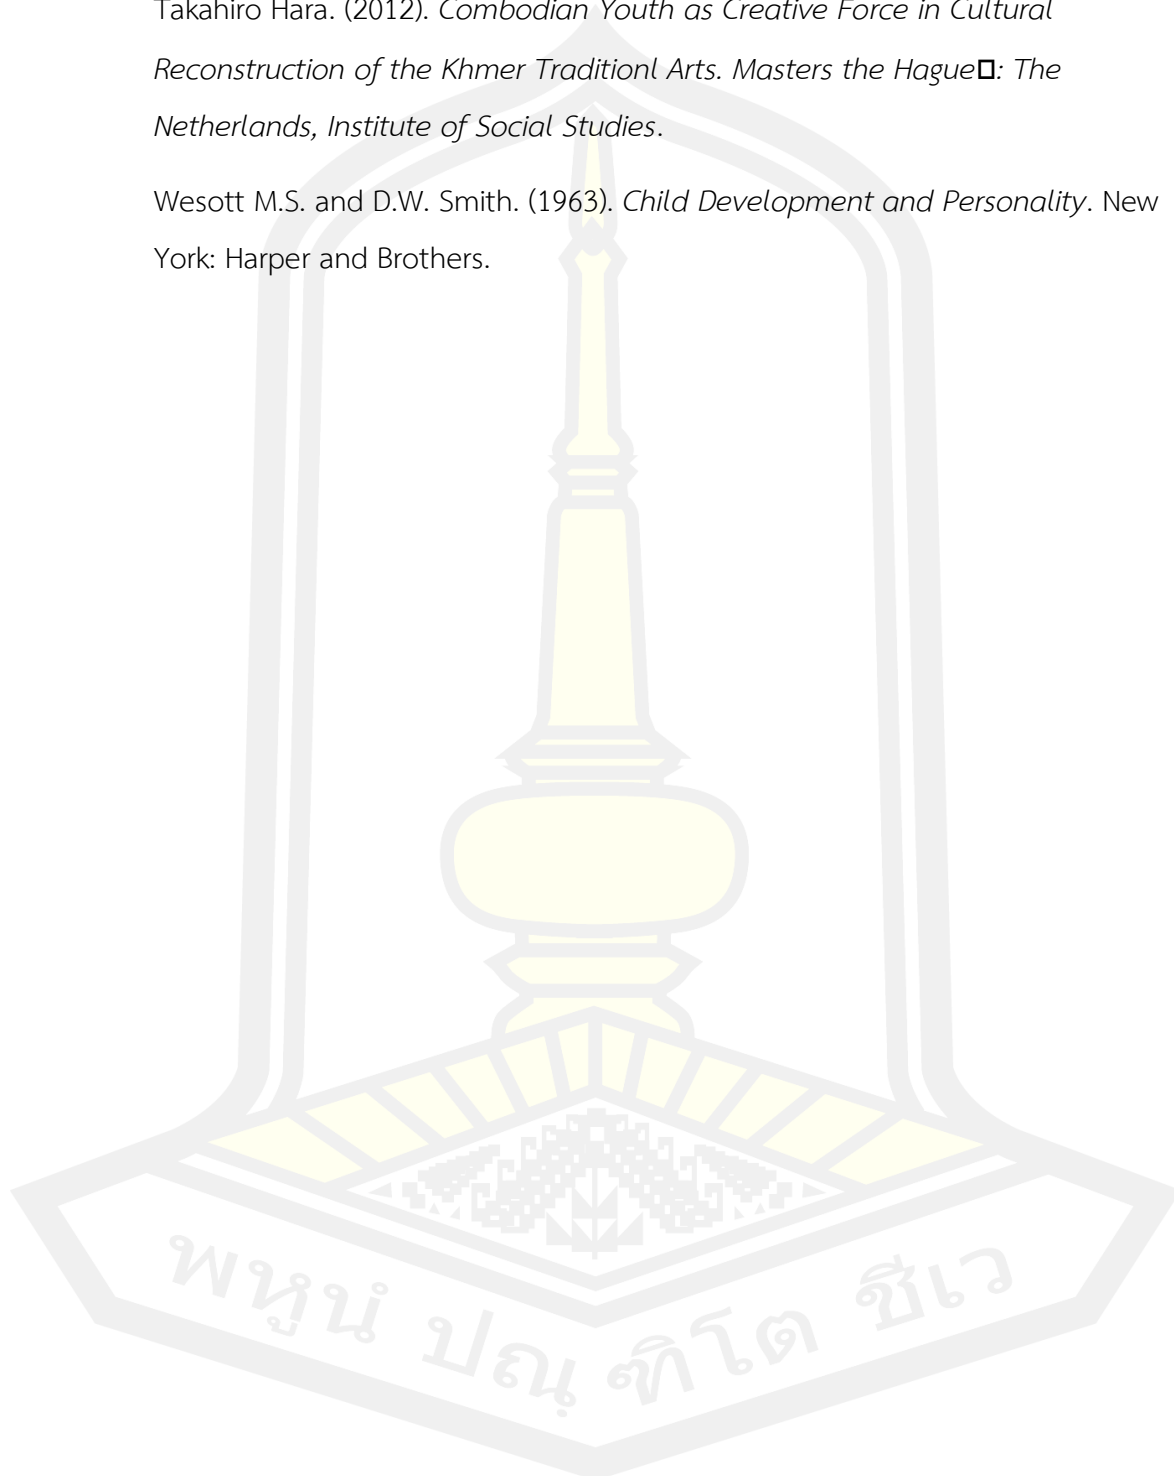 Takahiro Hara. (2012). Combodian Youth as Creative Force in Cultural
Reconstruction of the Khmer Traditionl Arts. Masters the Hague□: The
Netherlands, Institute of Social Studies.
Wesott M.S. and D.W. Smith. (1963). Child Development and Personality. New
York: Harper and Brothers.
พหูนํ ปณฺฑิโต ชีเว